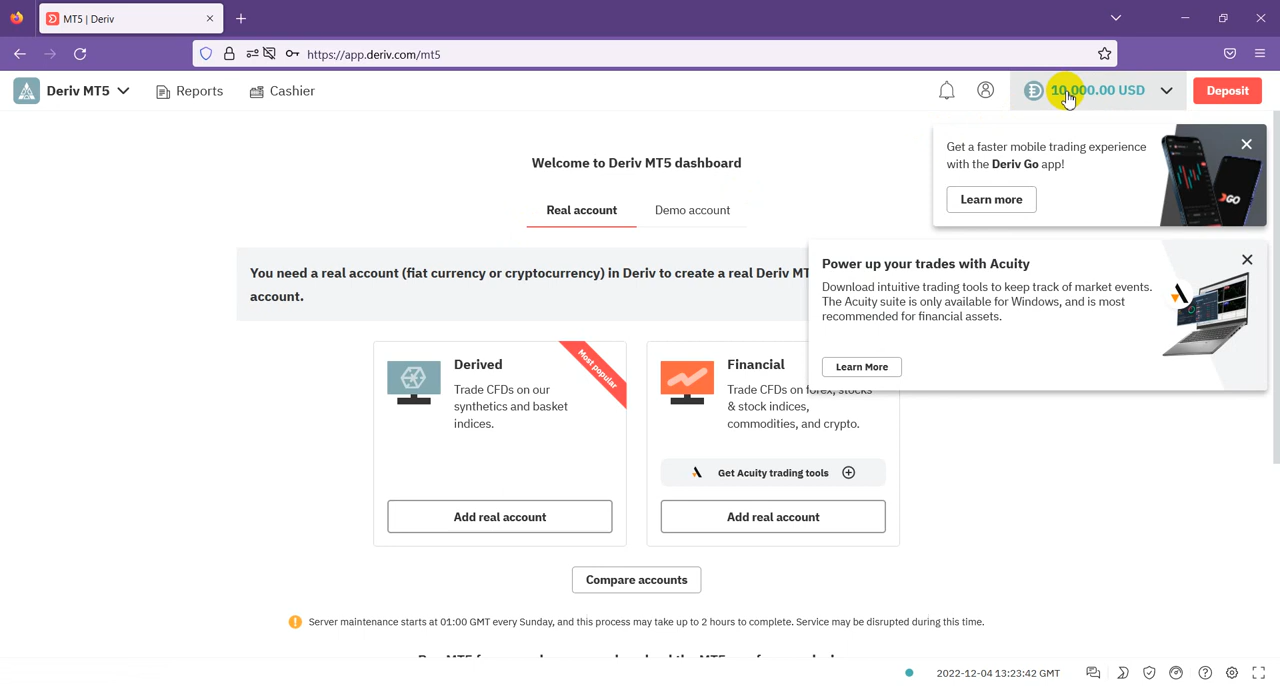 MT5 | Deriv
https://app.deriv.com/mt5
Deriv MT5
Reports
Cashier
10,000.00 USD
Deposit
Get a faster mobile trading experience
with the Deriv Go app!
Learn more
GO
Welcome to Deriv MT5 dashboard
Real account
Demo account
Power up your trades with Acuity
Download intuitive trading tools to keep track of market events.
The Acuity suite is only available for Windows, and is most
recommended for financial assets.
Learn More
You need a real account (fiat currency or cryptocurrency) in Deriv to create a real Deriv MT
account.
Derived
Most popular
Trade CFDs on our
synthetics and basket
indices.
Add real account
Financial
Trade CFDs on forex, stocks
& stock indices,
commodities, and crypto.
Get Acuity trading tools
Add real account
Compare accounts
Server maintenance starts at 01:00 GMT every Sunday, and this process may take up to 2 hours to complete. Service may be disrupted during this time.
2022-12-04 13:23:42 GMT